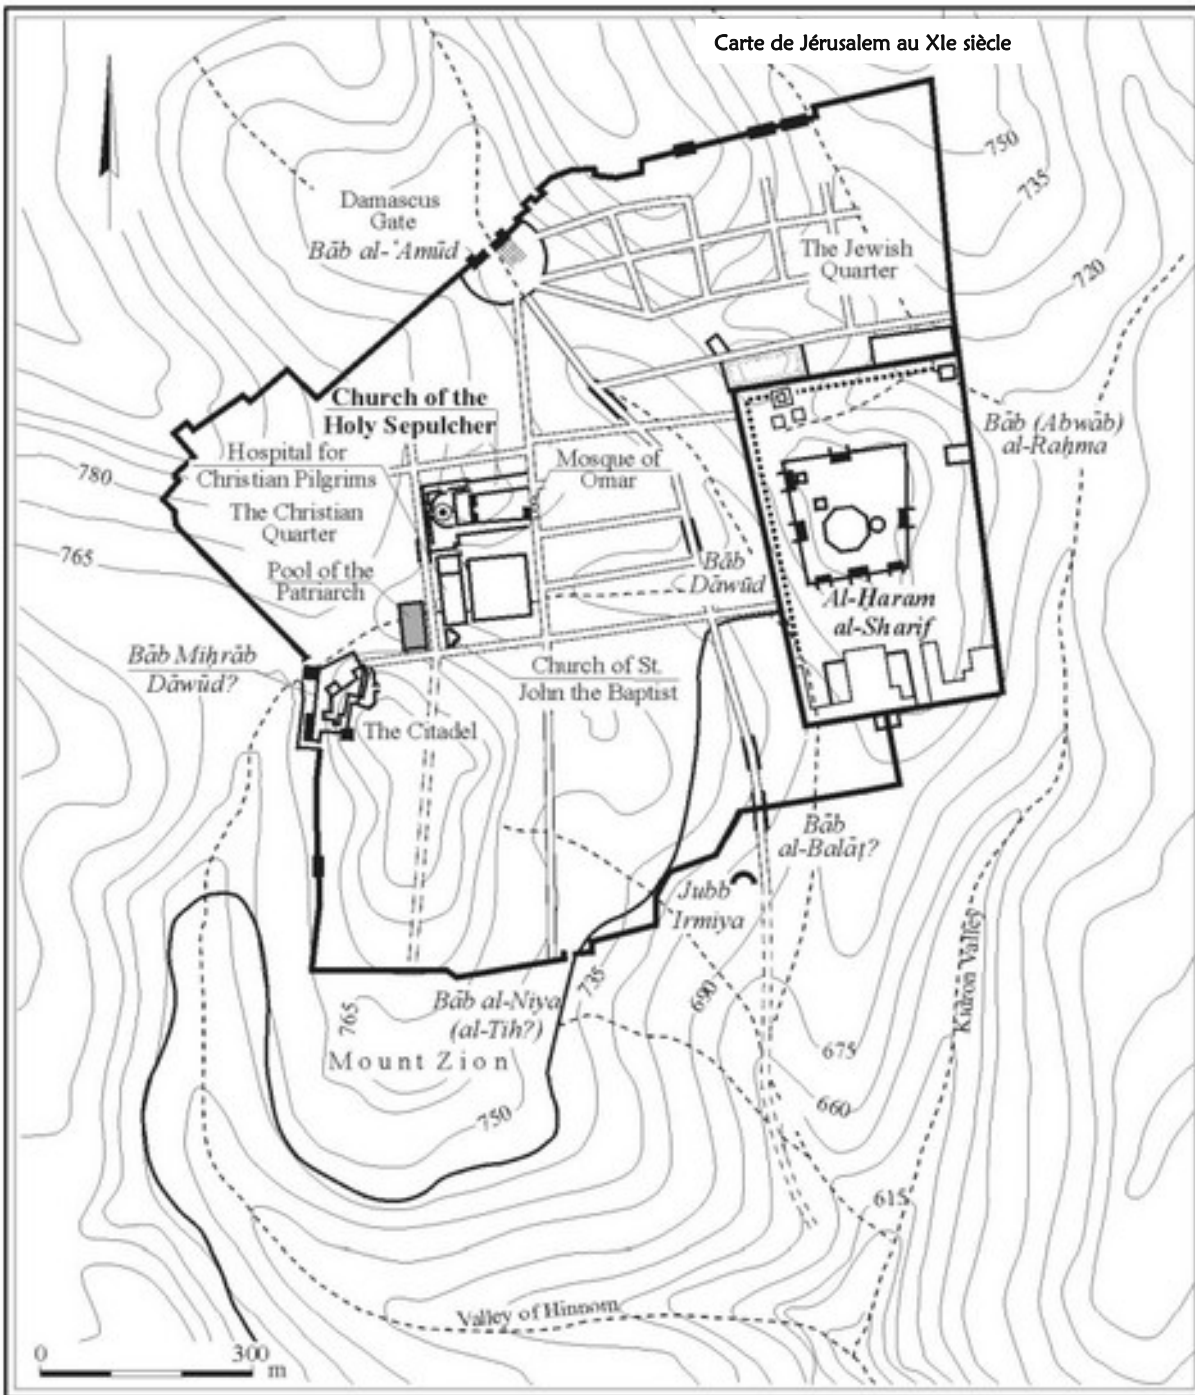 Carte de Jérusalem au XIe siècle
750
735
Damascus
Gate
Bāb al-ʻAmūd
The Jewish
Quarter
720
Church of the
Holy Sepulcher
Hospital for
Christian Pilgrims
The Christian
Quarter
Pool of the
Patriarch
Mosque of
Omar
Bāb (Abwāb)
al-Raḥma
780
765
Bāb
Dāwūd
Al-Ḥaram
al-Sharif
Bāb Miḥrāb
Dāwūd?
Church of St.
John the Baptist
The Citadel
Bāb
al-Balāṭ?
Jubb
Irmiya
Kidron Valley
Bāb al-Niya
(al-Tih?)
735
690
765
Mount Zion
675
660
750
615
Valley of Hinnom
0 300
m